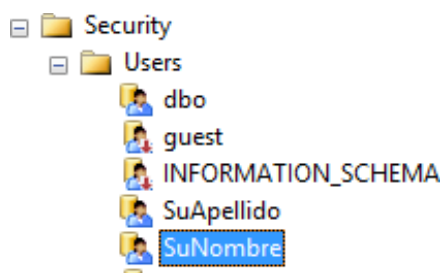 Security
Users
dbo
guest
INFORMATION_SCHEMA
SuApellido
SuNombre